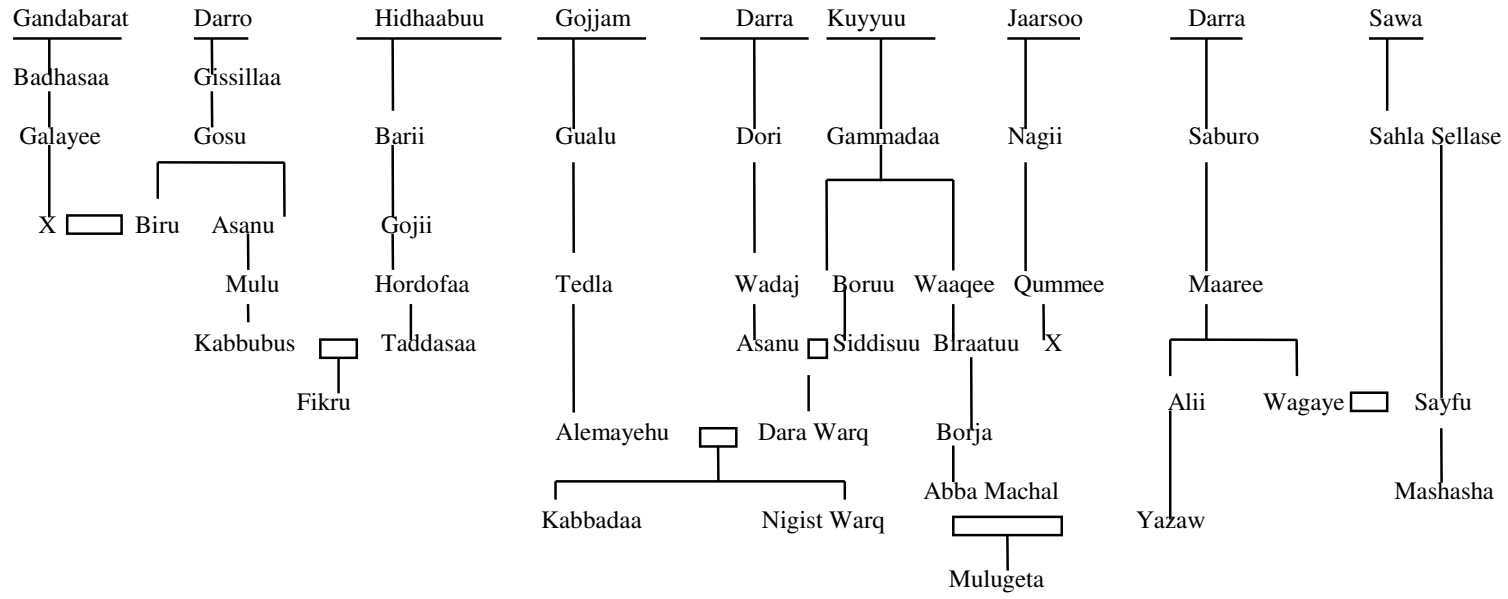 Gandabarat Darro Hidhaabuu Gojjam Darra Kuyyuu Jaarsoo Darra Sawa
Badhasaa Gissillaa
Galayee Gosu Barii Gualu Dori Gammadaa Nagii Saburo Sahla Sellase
X Biru Asanu Gojii
Mulu Hordofaa Tedla Wadaj Boruu Waaqee Qummee Maaree
Kabbubus Taddasaa Asanu Siddisuu Biraatuu X
Fikru Alii Wagaye Sayfu
Alemayehu Dara Warq Borja
Abba Machal Mashasha
Kabbadaa Nigist Warq Yazaw
Mulugeta